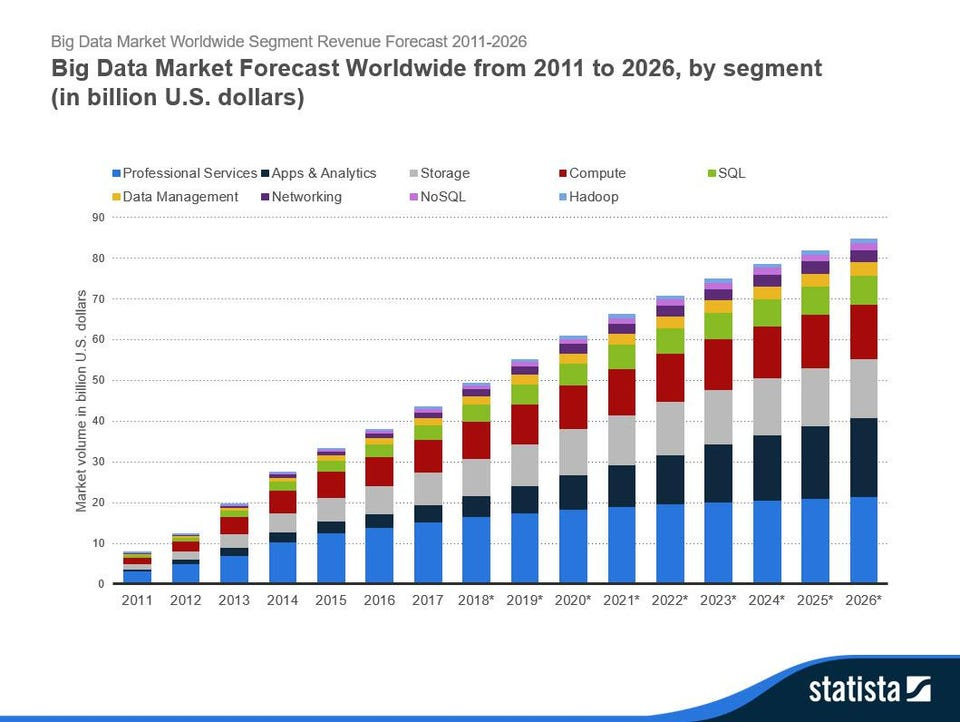 Big Data Market Worldwide Segment Revenue Forecast 2011-2026
Big Data Market Forecast Worldwide from 2011 to 2026, by segment
(in billion U.S. dollars)
Professional Services Apps & Analytics Storage Compute SQL
Data Management Networking NoSQL Hadoop
Market volume in billion U.S. dollars
90
80
70
60
50
40
30
20
10
0
2011 2012 2013 2014 2015 2016 2017 2018* 2019* 2020* 2021* 2022* 2023* 2024* 2025* 2026*
statista